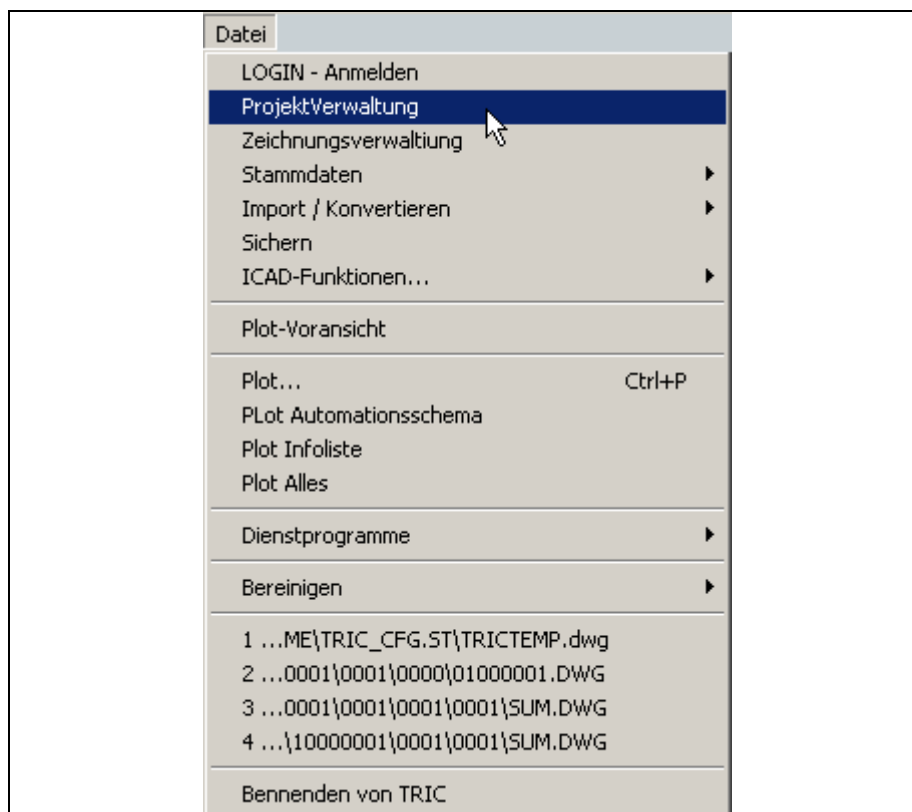 Datei
LOGIN - Anmelden
ProjektVerwaltung
Zeichnungsverwaltiung
Stammdaten
Import / Konvertieren
Sichern
ICAD-Funktionen...
Plot-Voransicht
Plot... Ctrl+P
PLot Automationsschema
Plot Infoliste
Plot Alles
Dienstprogramme
Bereinigen
1 ...ME\TRIC_CFG.ST\TRICTEMP.dwg
2 ...0001\0001\0000\01000001.DWG
3 ...0001\0001\0001\0001\SUM.DWG
4 ...\10000001\0001\0001\SUM.DWG
Bennenden von TRIC